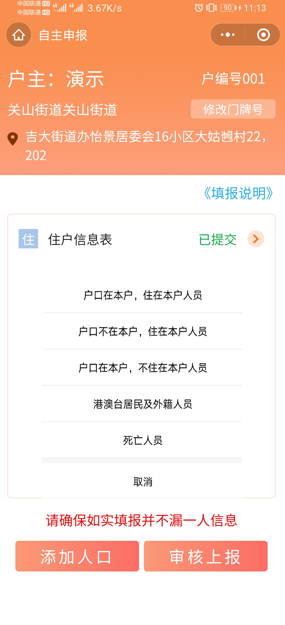 中国联通 HD 3.67K/s 90 11:13
中国联通 HD
自主申报
户主：演示 户编号001
关山街道关山街道 修改门牌号
吉大街道办怡景居委会16小区大姑乸村22，
202
《填报说明》
住 住户信息表 已提交
户口在本户，住在本户人员
户口不在本户，住在本户人员
户口在本户，不住在本户人员
港澳台居民及外籍人员
死亡人员
取消
请确保如实填报并不漏一人信息
添加人口 审核上报